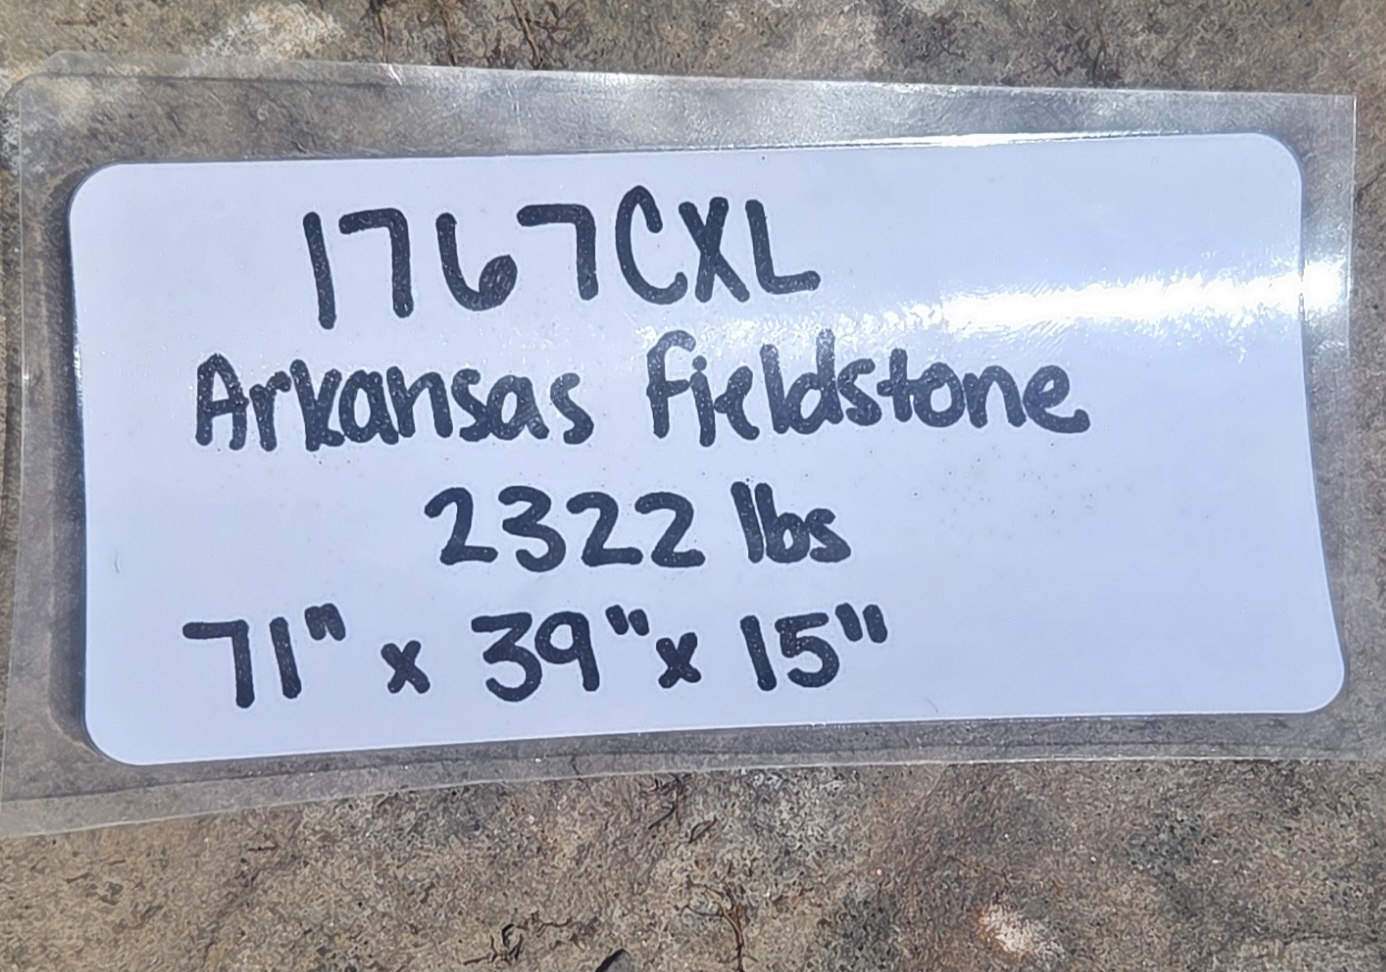 1767CXL
Arkansas Fieldstone
2322 lbs
71" x 39" x 15"